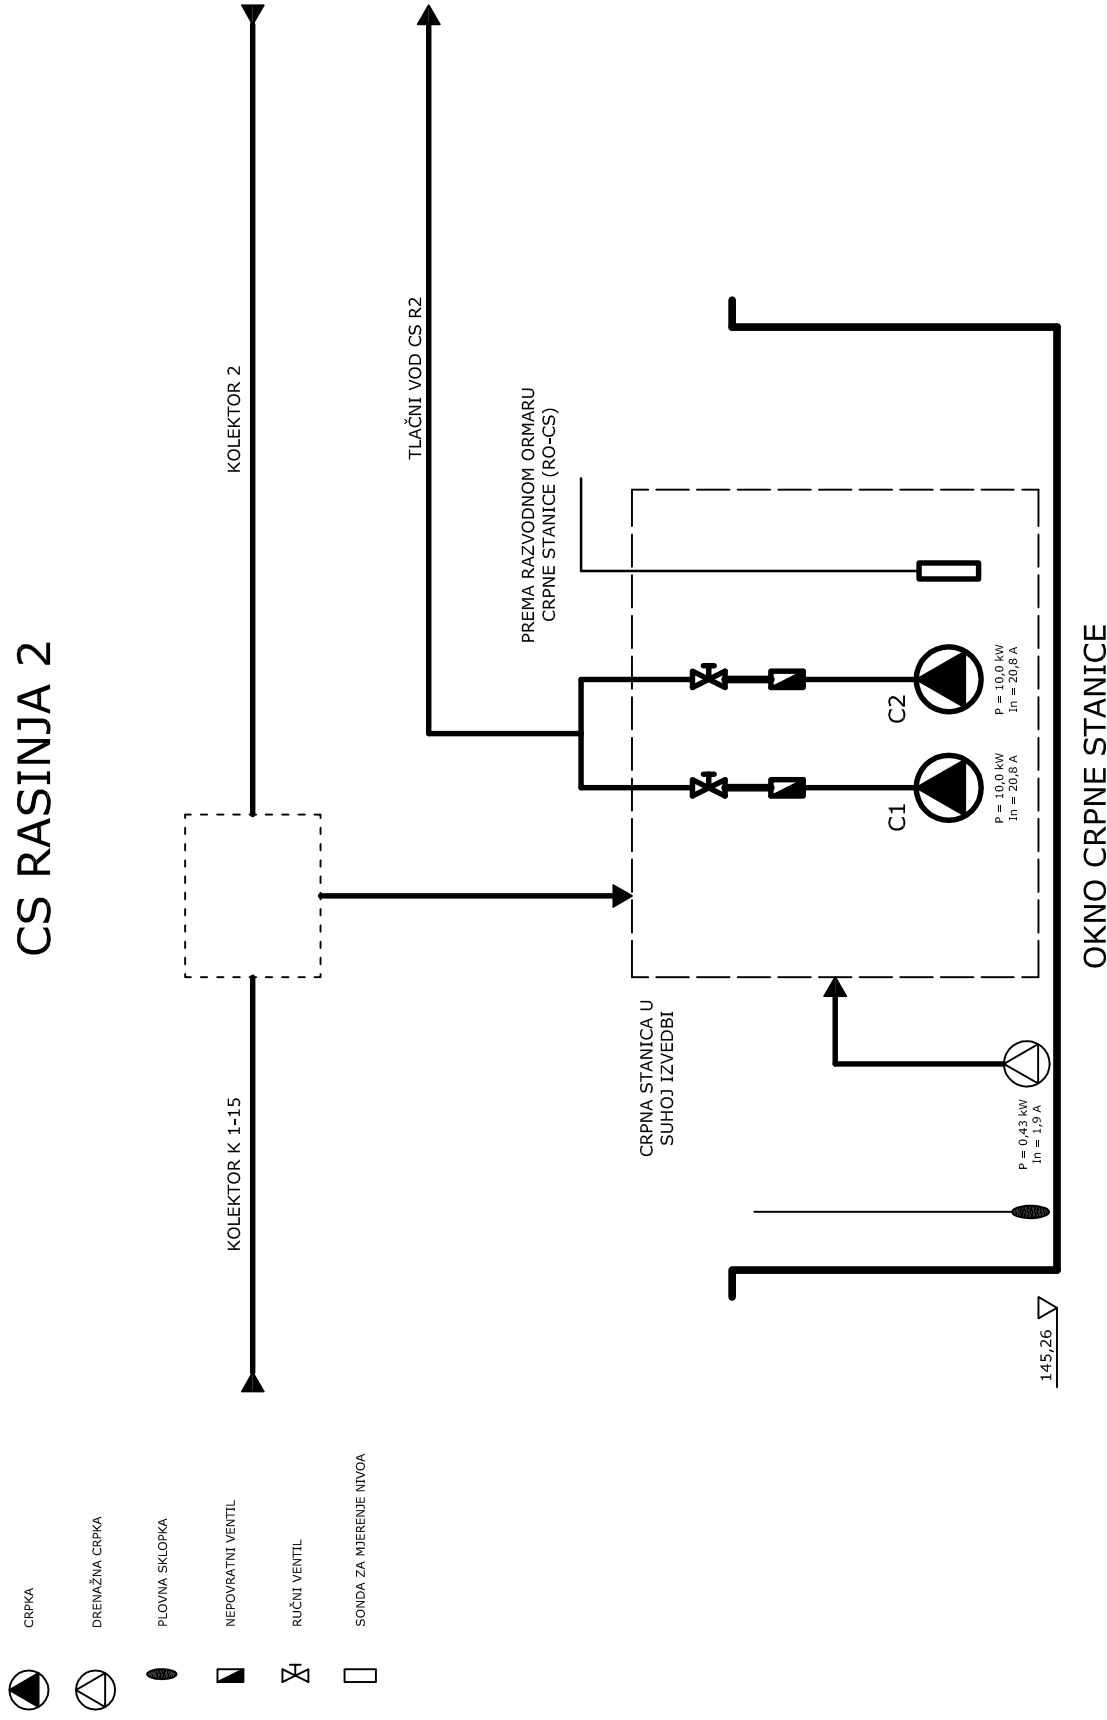 CS RASINJA 2
KOLEKTOR K 1-15
KOLEKTOR 2
TLAČNI VOD CS R2
PREMA RAZVODNOM ORMARU
CRPNE STANICE (RO-CS)
CRPNA STANICA U
SUHOJ IZVEDBI
C1
C2
P = 10,0 kW
In = 20,8 A
P = 10,0 kW
In = 20,8 A
P = 0,43 kW
In = 1,9 A
145,26
OKNO CRPNE STANICE
CRPKA
DRENAŽNA CRPKA
PLOVNA SKLOPKA
NEPOVRATNI VENTIL
RUČNI VENTIL
SONDA ZA MJERENJE NIVOA